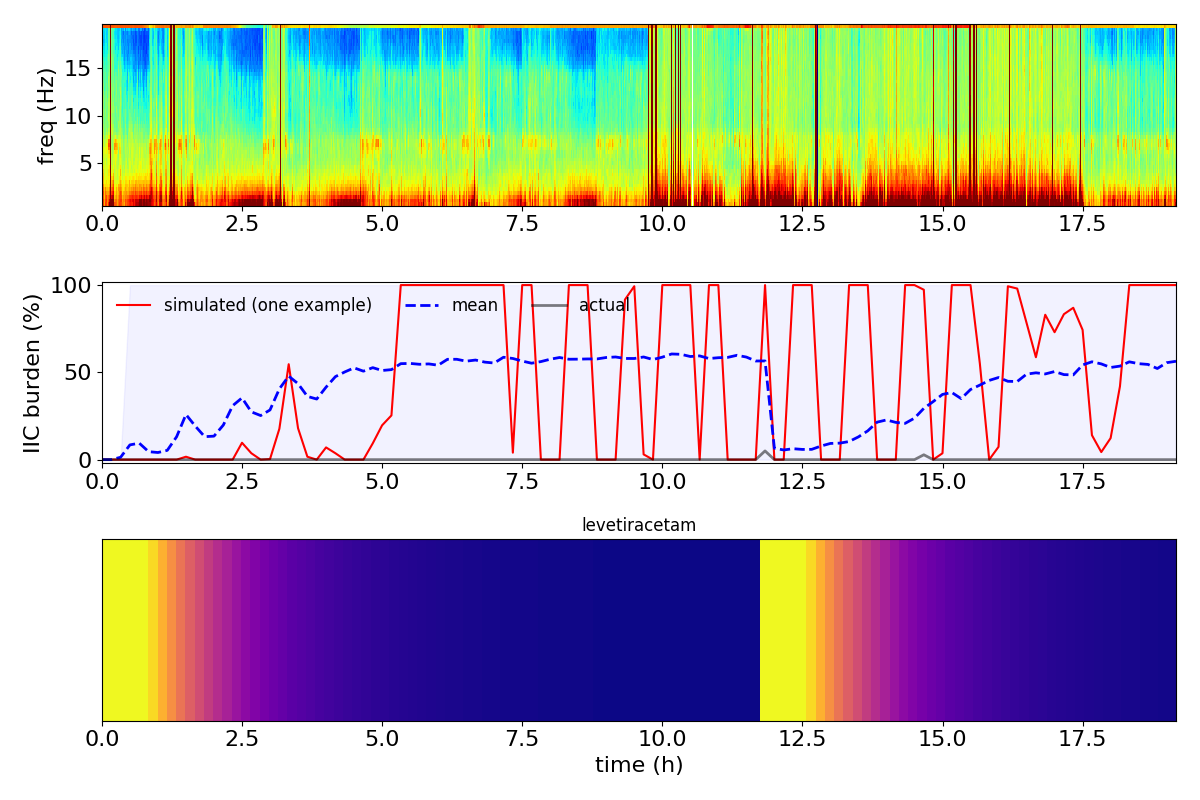 freq (Hz)
15
10
5
0.0 2.5 5.0 7.5 10.0 12.5 15.0 17.5
IIC burden (%)
100
50
0
simulated (one example) mean actual
0.0 2.5 5.0 7.5 10.0 12.5 15.0 17.5
levetiracetam
0.0 2.5 5.0 7.5 10.0 12.5 15.0 17.5
time (h)